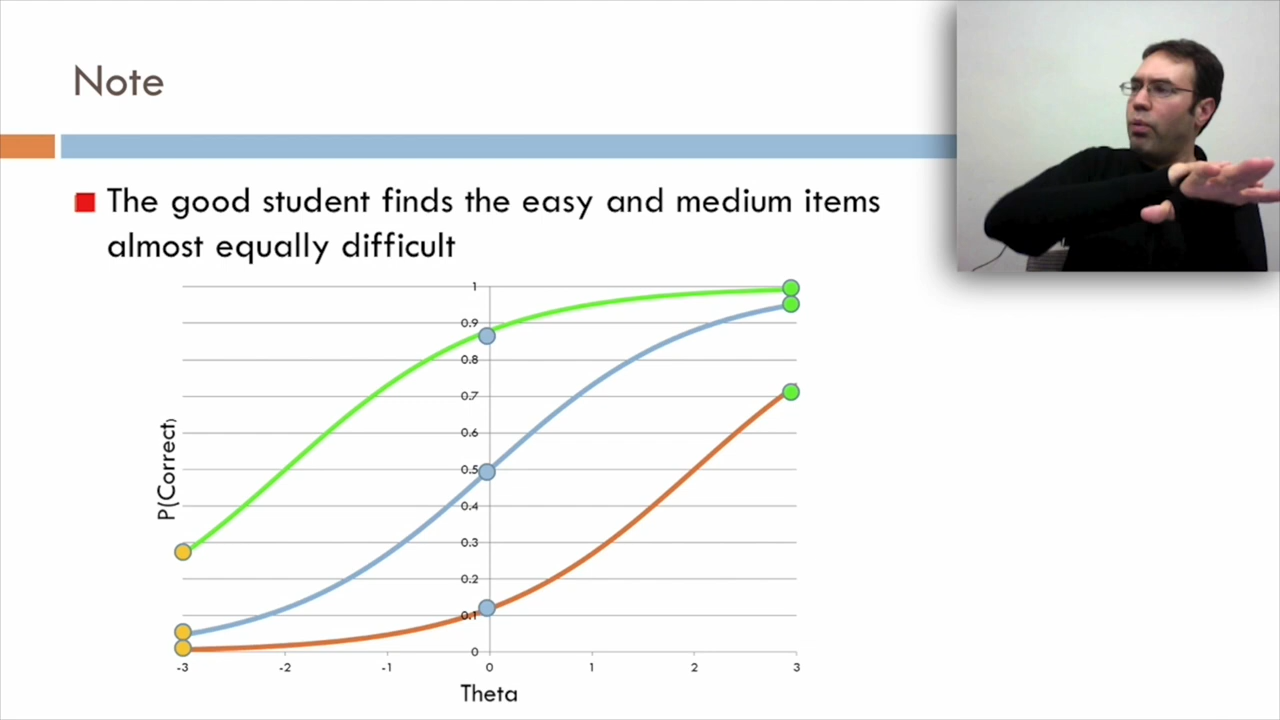 Note
The good student finds the easy and medium items
almost equally difficult
1
0.9
0.8
0.7
0.6
0.5
0.4
0.3
0.2
0.1
0
P(Correct)
-3 -2 -1 0 1 2 3
Theta